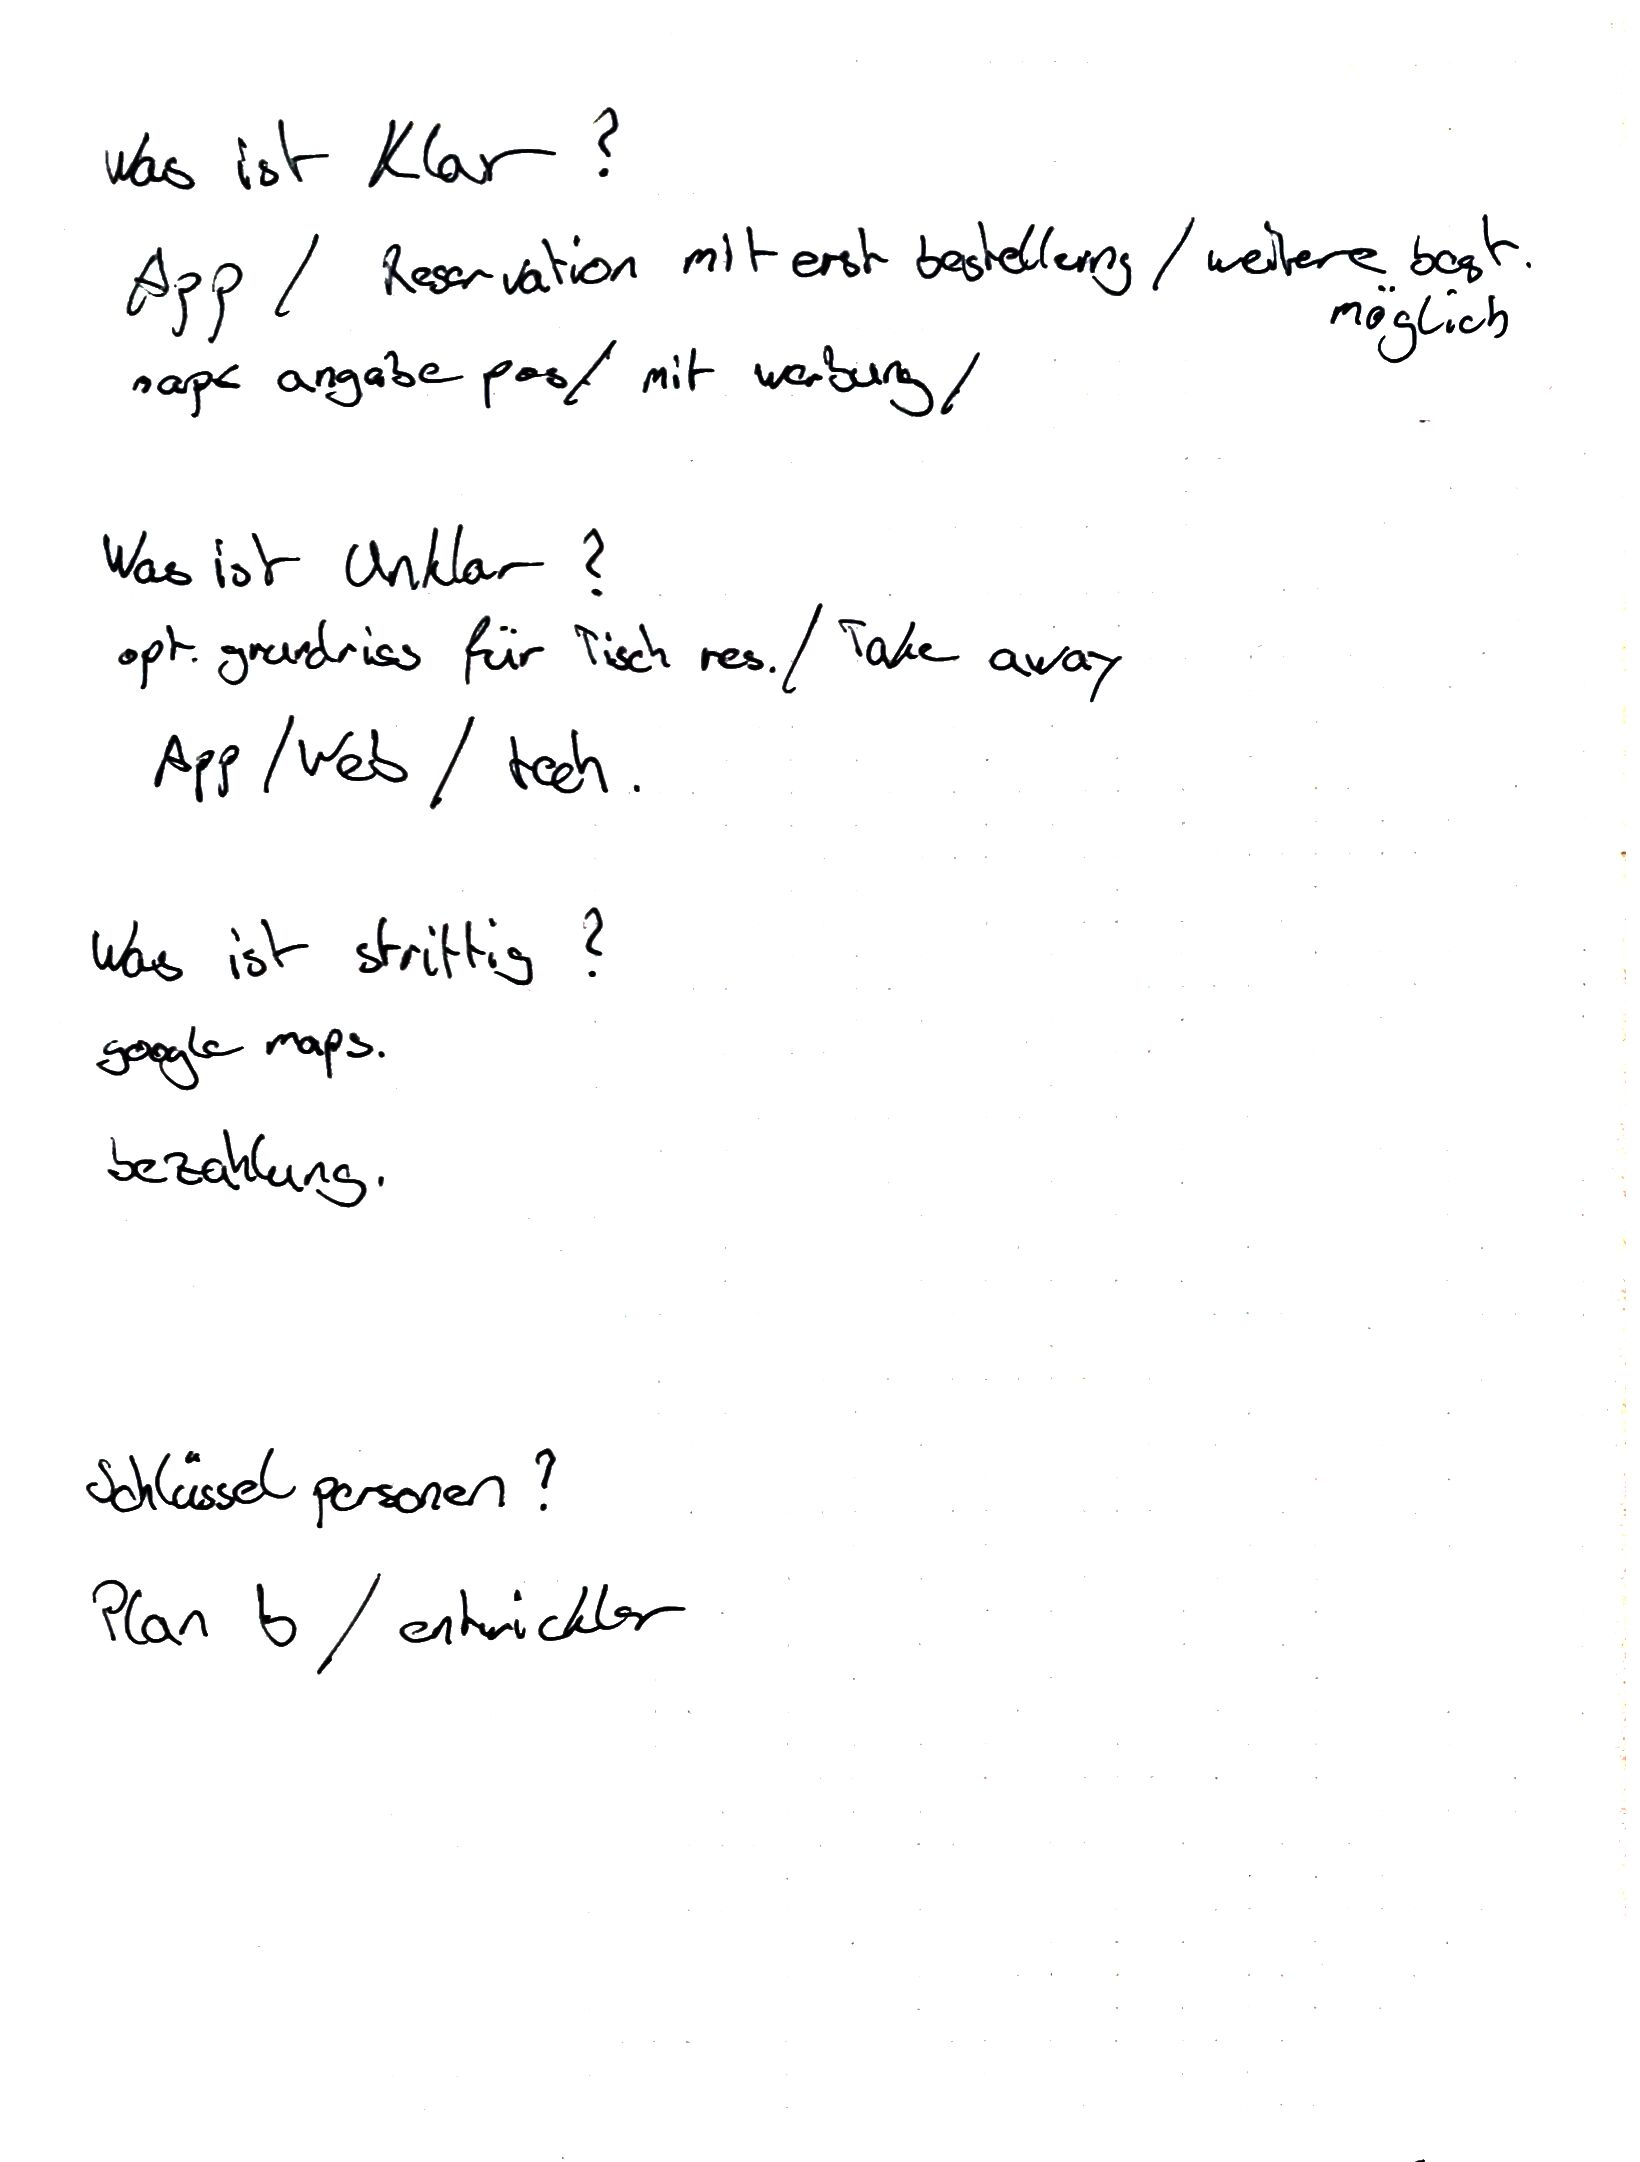 Was ist Klar ?
App / Reservation mit erst bestellung / weitere best.
möglich
angabe pos / mit werbung /
Was ist Unklar ?
opt. grundriss für Tisch res. / Take away
App / Web / tech.
Was ist strittig ?
google maps.
bezahlung.
Schlüssel personen ?
Plan b / entwickler